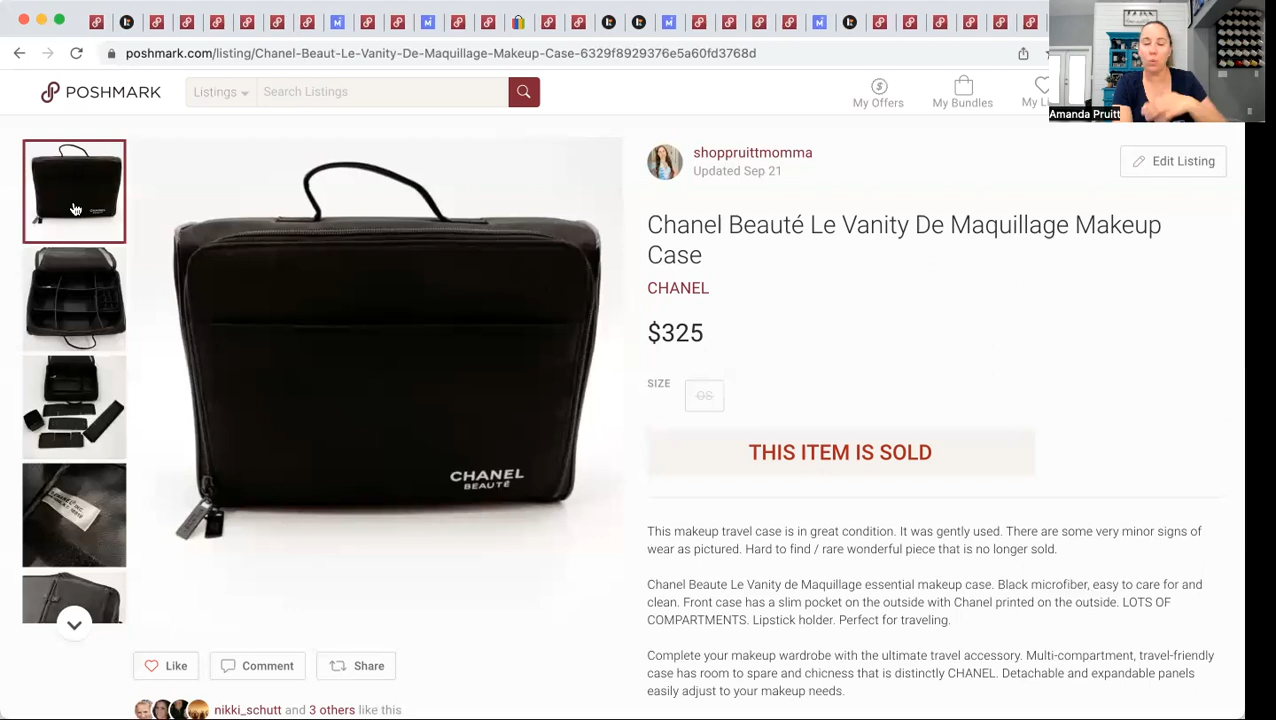 poshmark.com/listing/Chanel-Beaut-Le-Vanity-De-Maquillage-Makeup-Case-6329f8929376e5a60fd3768d
POSHMARK
Listings
Search Listings
My Offers
My Bundles
My Li
Amanda Pruitt
shoppruittmomma
Updated Sep 21
Edit Listing
Chanel Beauté Le Vanity De Maquillage Makeup
Case
CHANEL
$325
SIZE
OS
THIS ITEM IS SOLD
CHANEL
BEAUTÉ
This makeup travel case is in great condition. It was gently used. There are some very minor signs of
wear as pictured. Hard to find / rare wonderful piece that is no longer sold.
Chanel Beaute Le Vanity de Maquillage essential makeup case. Black microfiber, easy to care for and
clean. Front case has a slim pocket on the outside with Chanel printed on the outside. LOTS OF
COMPARTMENTS. Lipstick holder. Perfect for traveling.
Complete your makeup wardrobe with the ultimate travel accessory. Multi-compartment, travel-friendly
case has room to spare and chicness that is distinctly CHANEL. Detachable and expandable panels
easily adjust to your makeup needs.
Like
Comment
Share
nikki_schutt and 3 others like this